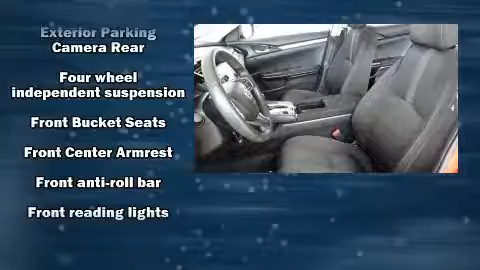 Exterior Parking
Camera Rear
Four wheel
independent suspension
Front Bucket Seats
Front Center Armrest
Front anti-roll bar
Front reading lights